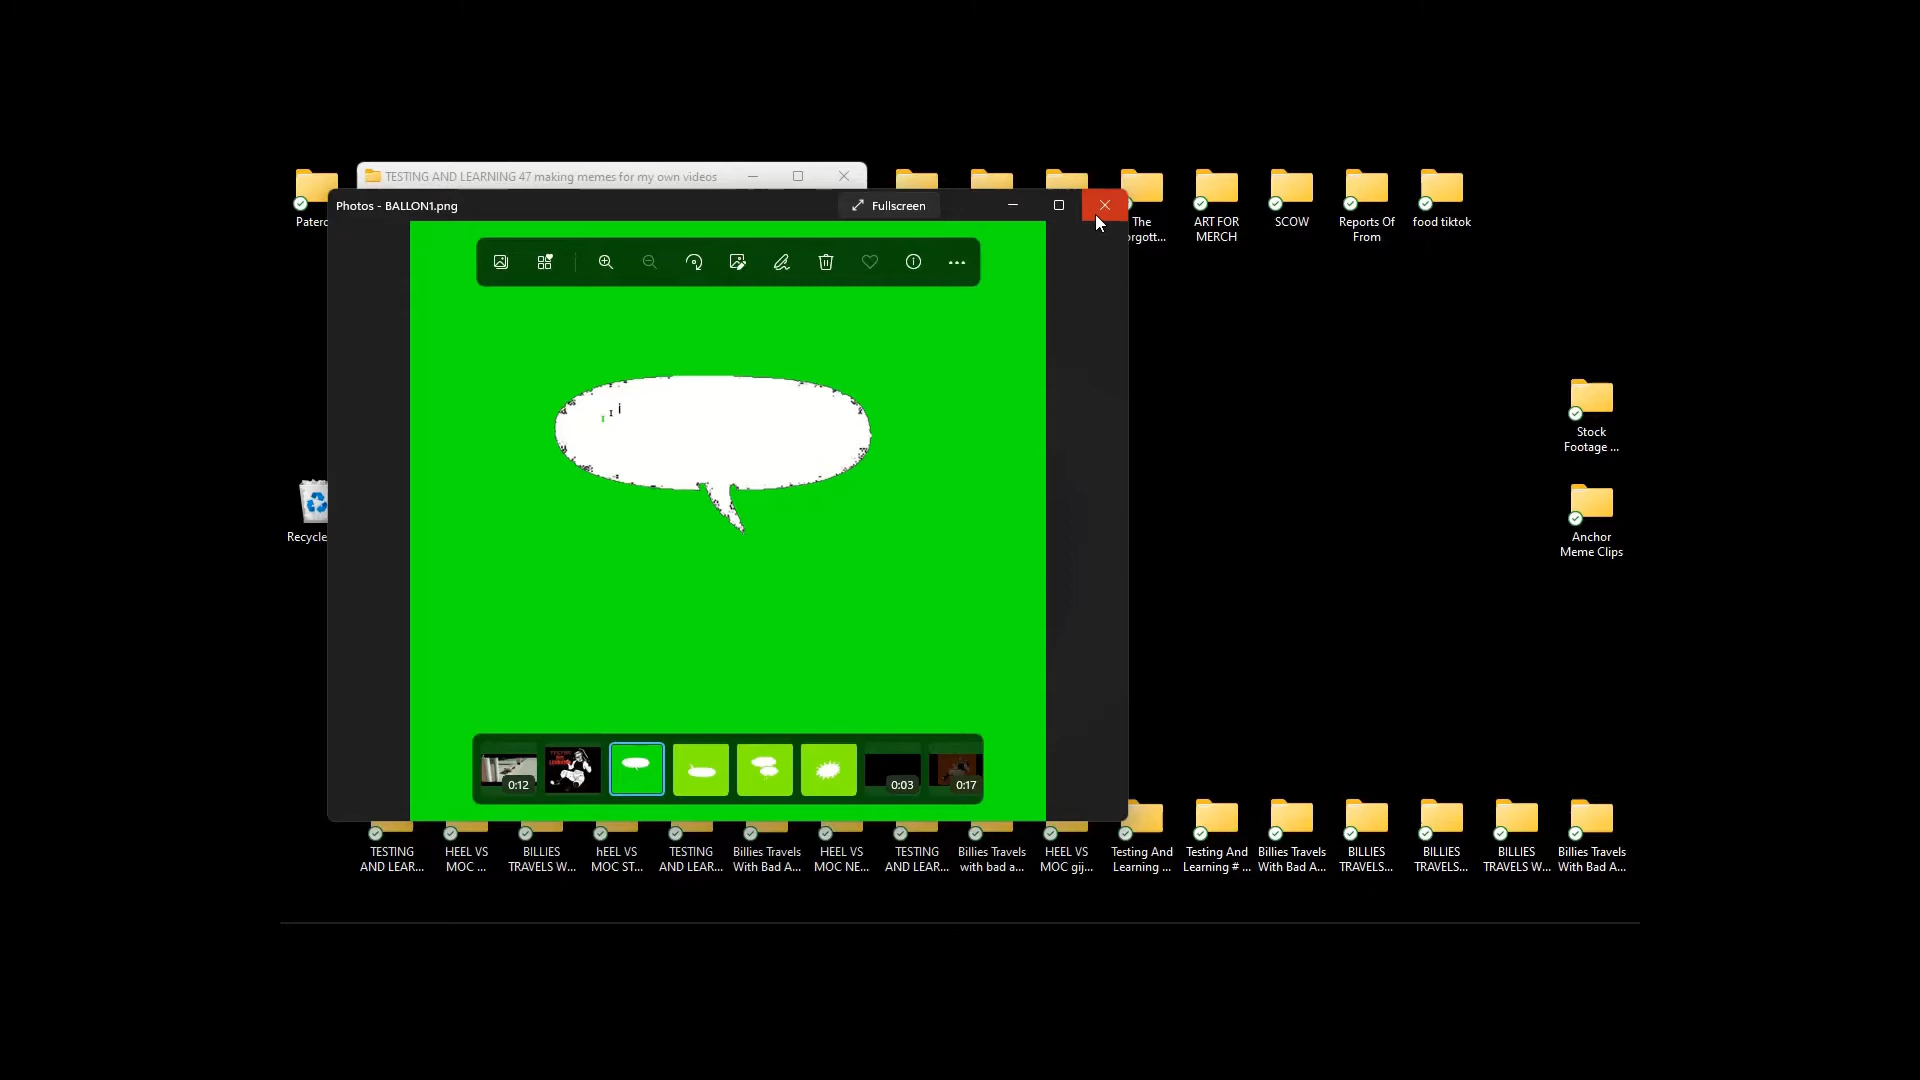 TESTING AND LEARNING 47 making memes for my own videos
Photos - BALLON1.png
Fullscreen
ART FOR
MERCH
SCOW
Reports Of
From
food tiktok
The
i
I
I
Stock
Footage ...
Recycle
Anchor
Meme Clips
0:12
TESTING
AND
LEARNING
0:03
0:17
TESTING
AND LEAR...
HEEL VS
MOC ...
BILLIES
TRAVELS W...
hEEL VS
MOC ST...
TESTING
AND LEAR...
Billies Travels
With Bad A...
HEEL VS
MOC NE...
TESTING
AND LEAR...
Billies Travels
with bad a...
HEEL VS
MOC gij...
Testing And
Learning ...
Testing And
Learning # ...
Billies Travels
With Bad A...
BILLIES
TRAVELS...
BILLIES
TRAVELS...
BILLIES
TRAVELS W...
Billies Travels
With Bad A...